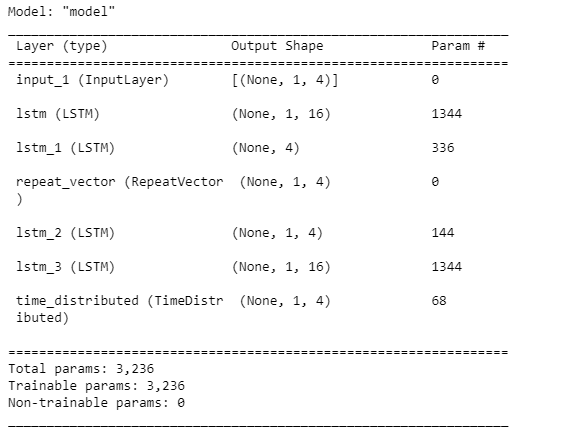 Model: "model"
_________________________________________________________________
Layer (type) Output Shape Param #
=================================================================
input_1 (InputLayer) [(None, 1, 4)] 0
lstm (LSTM) (None, 1, 16) 1344
lstm_1 (LSTM) (None, 4) 336
repeat_vector (RepeatVector (None, 1, 4) 0
)
lstm_2 (LSTM) (None, 1, 4) 144
lstm_3 (LSTM) (None, 1, 16) 1344
time_distributed (TimeDistr (None, 1, 4) 68
ibuted)
=================================================================
Total params: 3,236
Trainable params: 3,236
Non-trainable params: 0
_________________________________________________________________